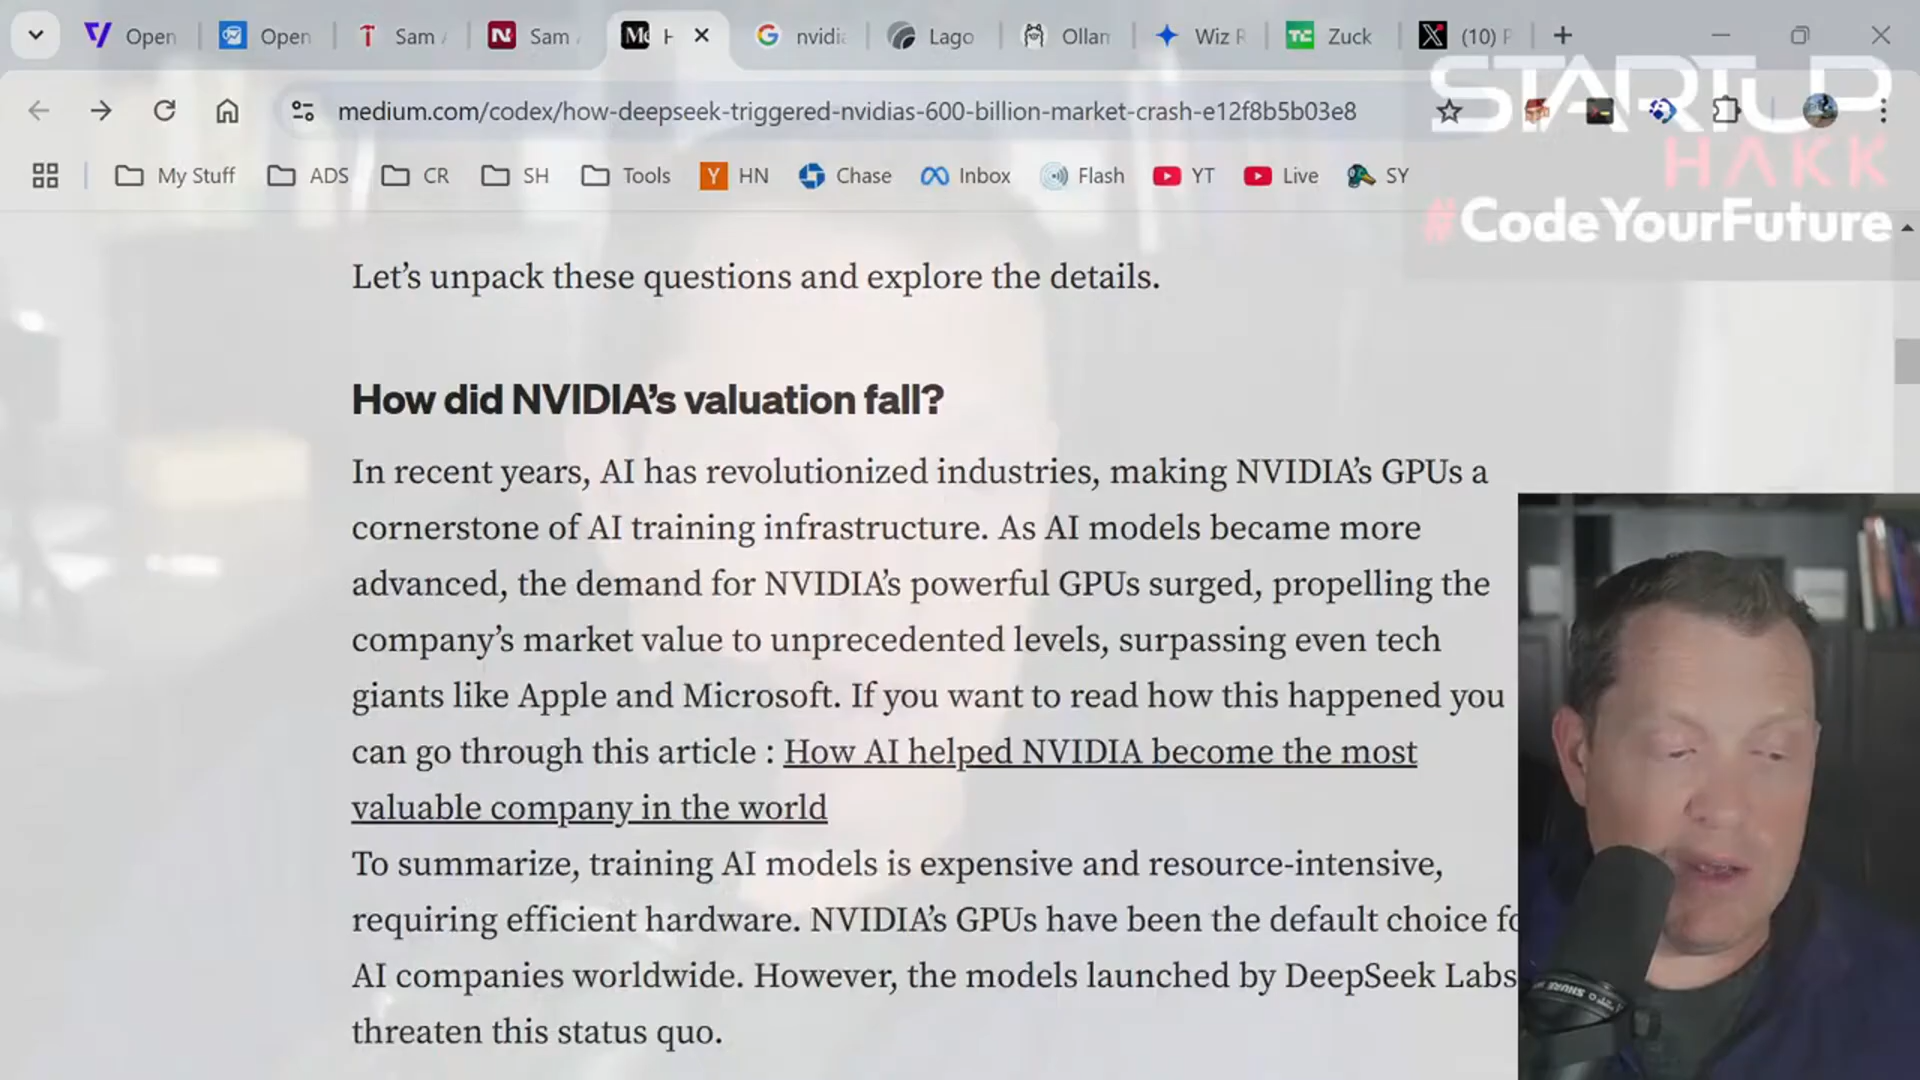 Open
Open
Sam
Sam
nvidi
Lago
Ollam
Wiz R
Zuck
(10)
medium.com/codex/how-deepseek-triggered-nvidias-600-billion-market-crash-e12f8b5b03e8
STARTUP
HAKK
#CodeYourFuture
My Stuff
ADS
CR
SH
Tools
HN
Chase
Inbox
Flash
YT
Live
SY
Let’s unpack these questions and explore the details.
How did NVIDIA’s valuation fall?
In recent years, AI has revolutionized industries, making NVIDIA’s GPUs a
cornerstone of AI training infrastructure. As AI models became more
advanced, the demand for NVIDIA’s powerful GPUs surged, propelling the
company’s market value to unprecedented levels, surpassing even tech
giants like Apple and Microsoft. If you want to read how this happened you
can go through this article : How AI helped NVIDIA become the most
valuable company in the world
To summarize, training AI models is expensive and resource-intensive,
requiring efficient hardware. NVIDIA’s GPUs have been the default choice fo
AI companies worldwide. However, the models launched by DeepSeek Labs
threaten this status quo.
SHURE